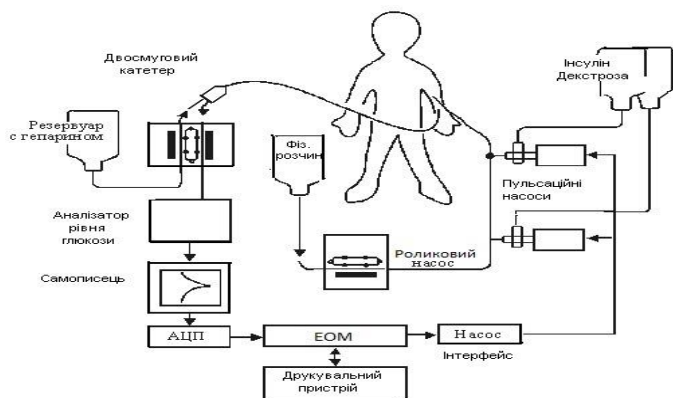 Двосмуговий
катетер
Інсулін
Декстроза
Резервуар
с гепарином
Фіз.
розчин
Пульсаційні
насоси
Аналізатор
рівня
глюкози
Роликовий
насос
Самописець
АЦП
ЕОМ
Насос
Інтерфейс
Друкувальний
пристрій